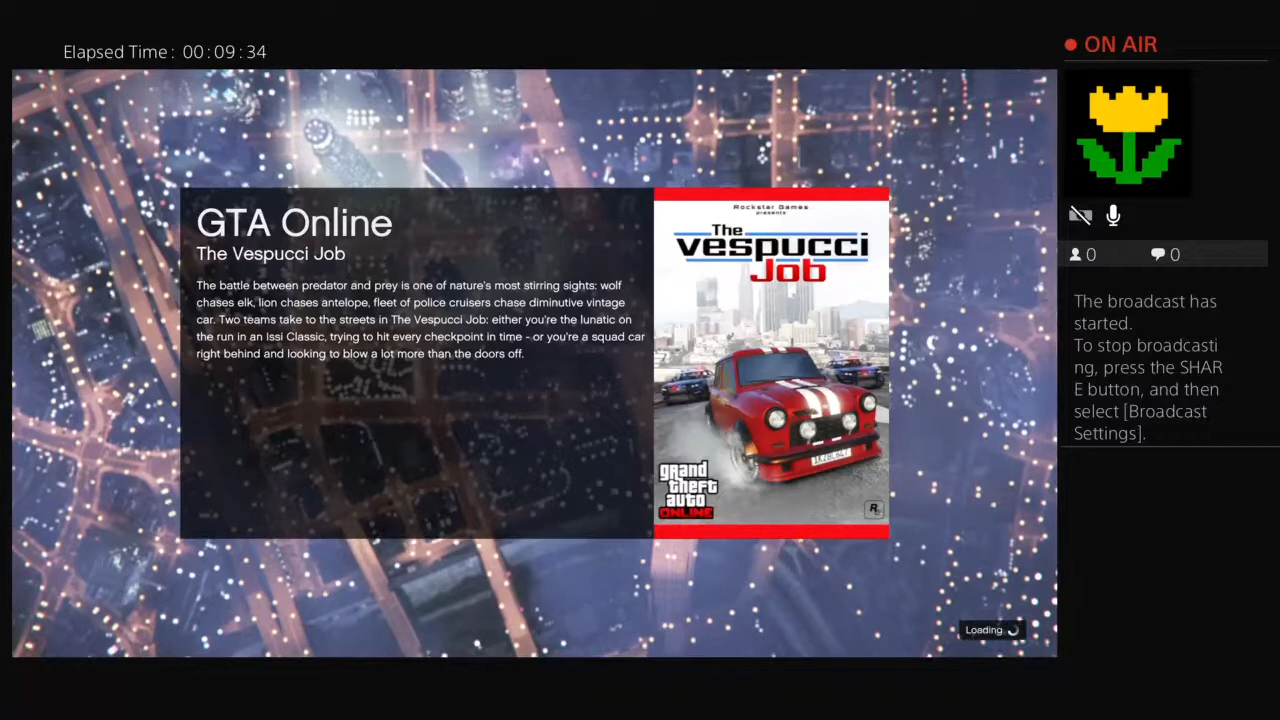 Elapsed Time: 00:09:34
ON AIR
GTA Online
The Vespucci Job
The battle between predator and prey is one of nature's most stirring sights: wolf
chases elk, lion chases antelope, fleet of police cruisers chase diminutive vintage
car. Two teams take to the streets in The Vespucci Job: either you're the lunatic on
the run in an Issi Classic, trying to hit every checkpoint in time - or you're a squad car
right behind and looking to blow a lot more than the doors off.
Rockstar Games
presents
The
vespucci
Job
grand
theft
auto
ONLINE
R
Loading
0
0
The broadcast has
started.
To stop broadcasti
ng, press the SHAR
E button, and then
select [Broadcast
Settings].